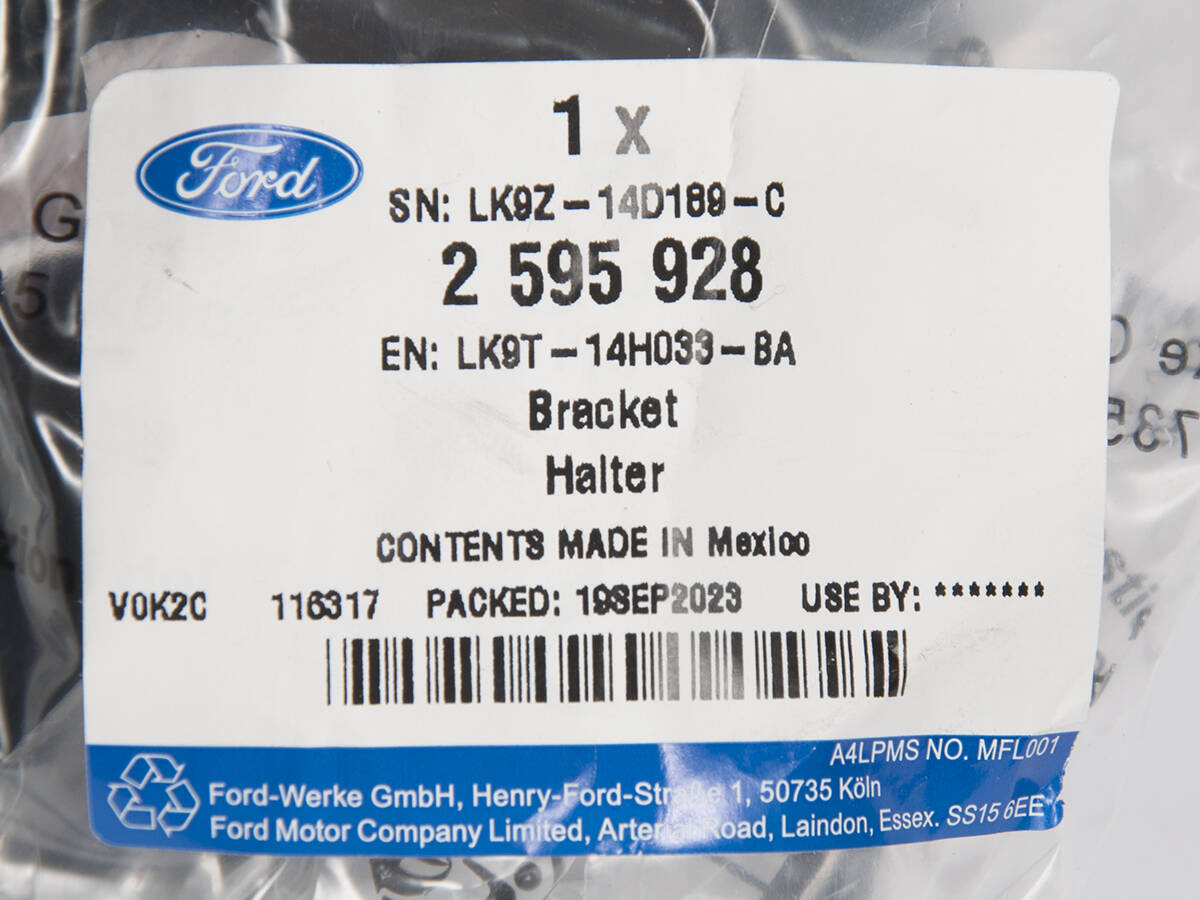 1 x
Ford
SN: LK9Z-14D189-C
2 595 928
EN: LK9T-14H033-BA
Bracket
Halter
CONTENTS MADE IN Mexico
V0K2C 116317 PACKED: 19SEP2023 USE BY: *******
A4LPMS NO. MFL001
Ford-Werke GmbH, Henry-Ford-Straße 1, 50735 Köln
Ford Motor Company Limited, Arterial Road, Laindon, Essex. SS15 6EE